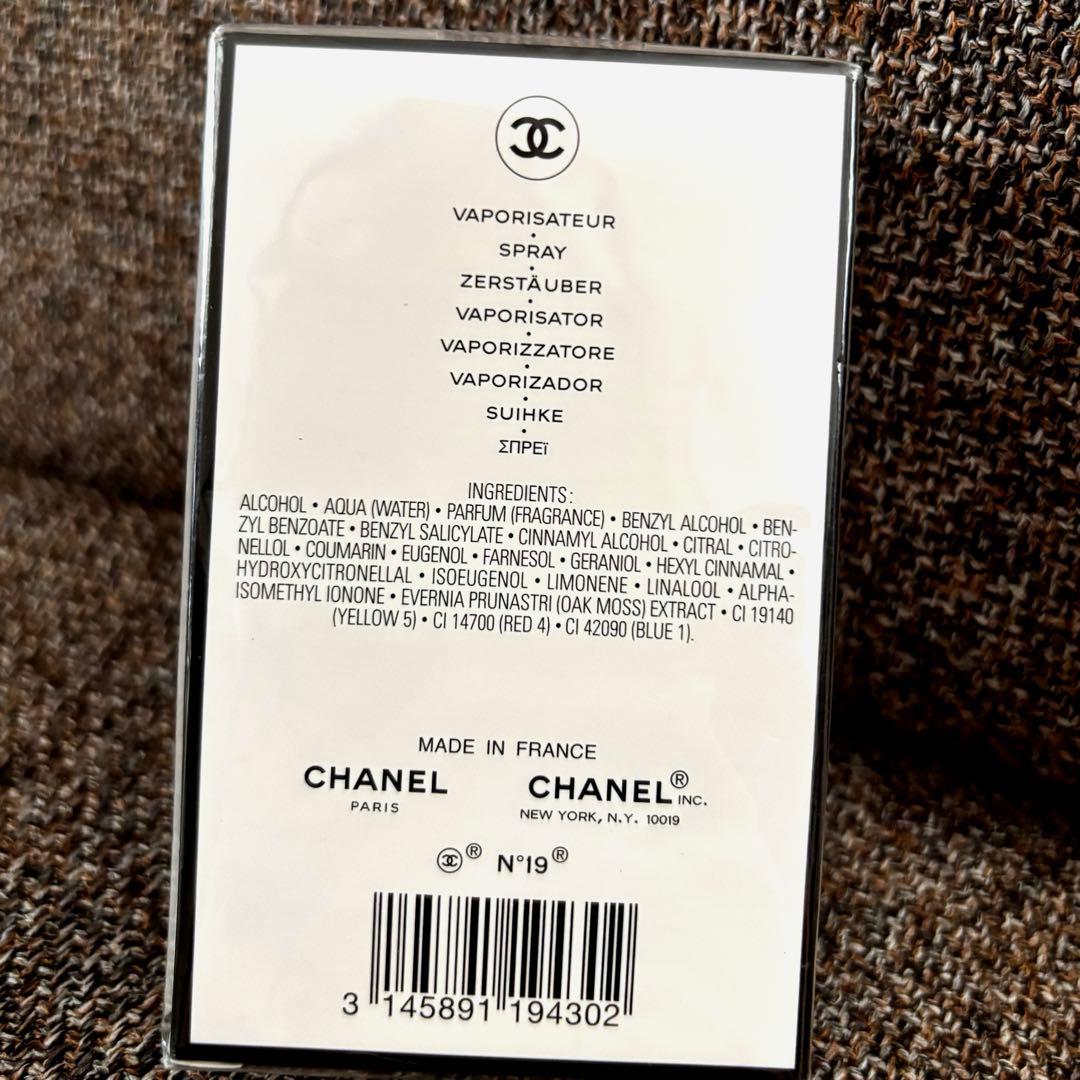 VAPORISATEUR
•
SPRAY
•
ZERSTÄUBER
•
VAPORISATOR
•
VAPORIZZATORE
•
VAPORIZADOR
•
SUIHKE
•
ΣΠΡΕΪ
INGREDIENTS:
ALCOHOL • AQUA (WATER) • PARFUM (FRAGRANCE) • BENZYL ALCOHOL • BEN-
ZYL BENZOATE • BENZYL SALICYLATE • CINNAMYL ALCOHOL • CITRAL • CITRO-
NELLOL • COUMARIN • EUGENOL • FARNESOL • GERANIOL • HEXYL CINNAMAL •
HYDROXYCITRONELLAL • ISOEUGENOL • LIMONENE • LINALOOL • ALPHA-
ISOMETHYL IONONE • EVERNIA PRUNASTRI (OAK MOSS) EXTRACT • CI 19140
(YELLOW 5) • CI 14700 (RED 4) • CI 42090 (BLUE 1).
MADE IN FRANCE
CHANEL
PARIS
CHANEL® INC.
NEW YORK, N.Y. 10019
® N°19®
3 145891 194302